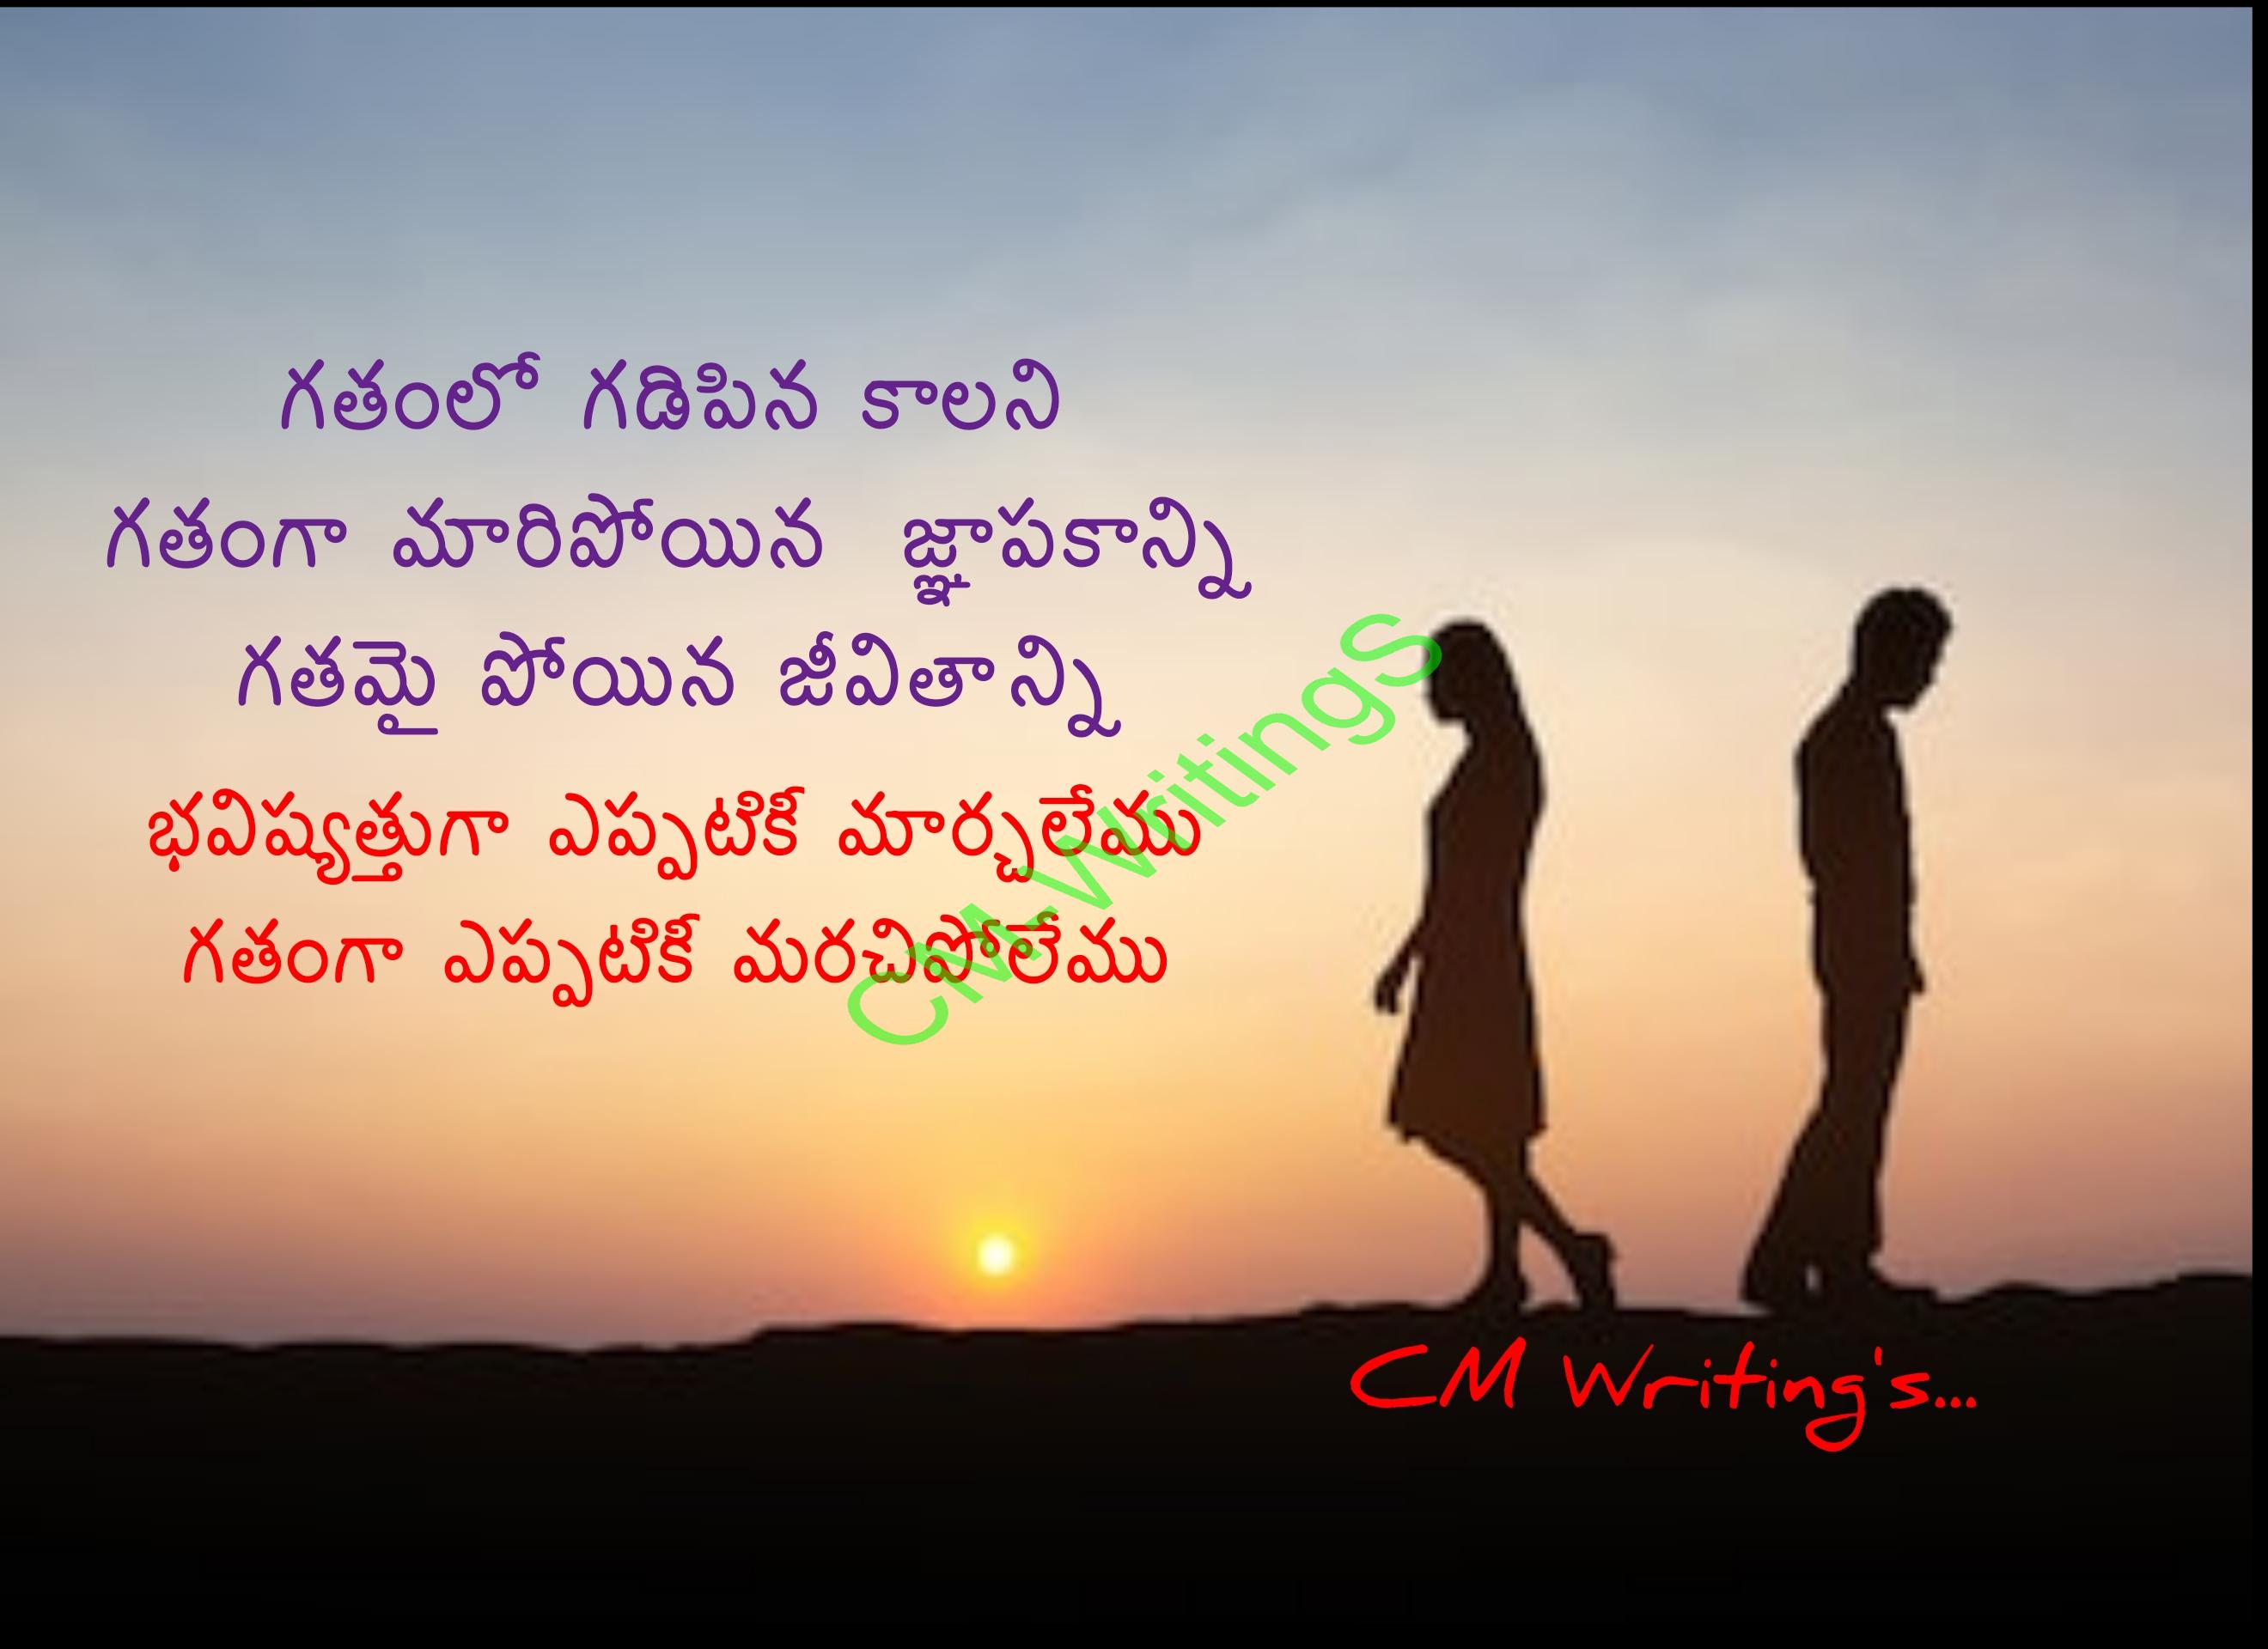 గతంలో గడిపిన కాలని
గతంగా మారిపోయిన జ్ఞాపకాన్ని
గతమై పోయిన జీవితాన్ని
భవిష్యత్తుగా ఎప్పటికీ మార్చలేము
గతంగా ఎప్పటికీ మరచిపోలేము
CM-WritingS
CM Writing's...